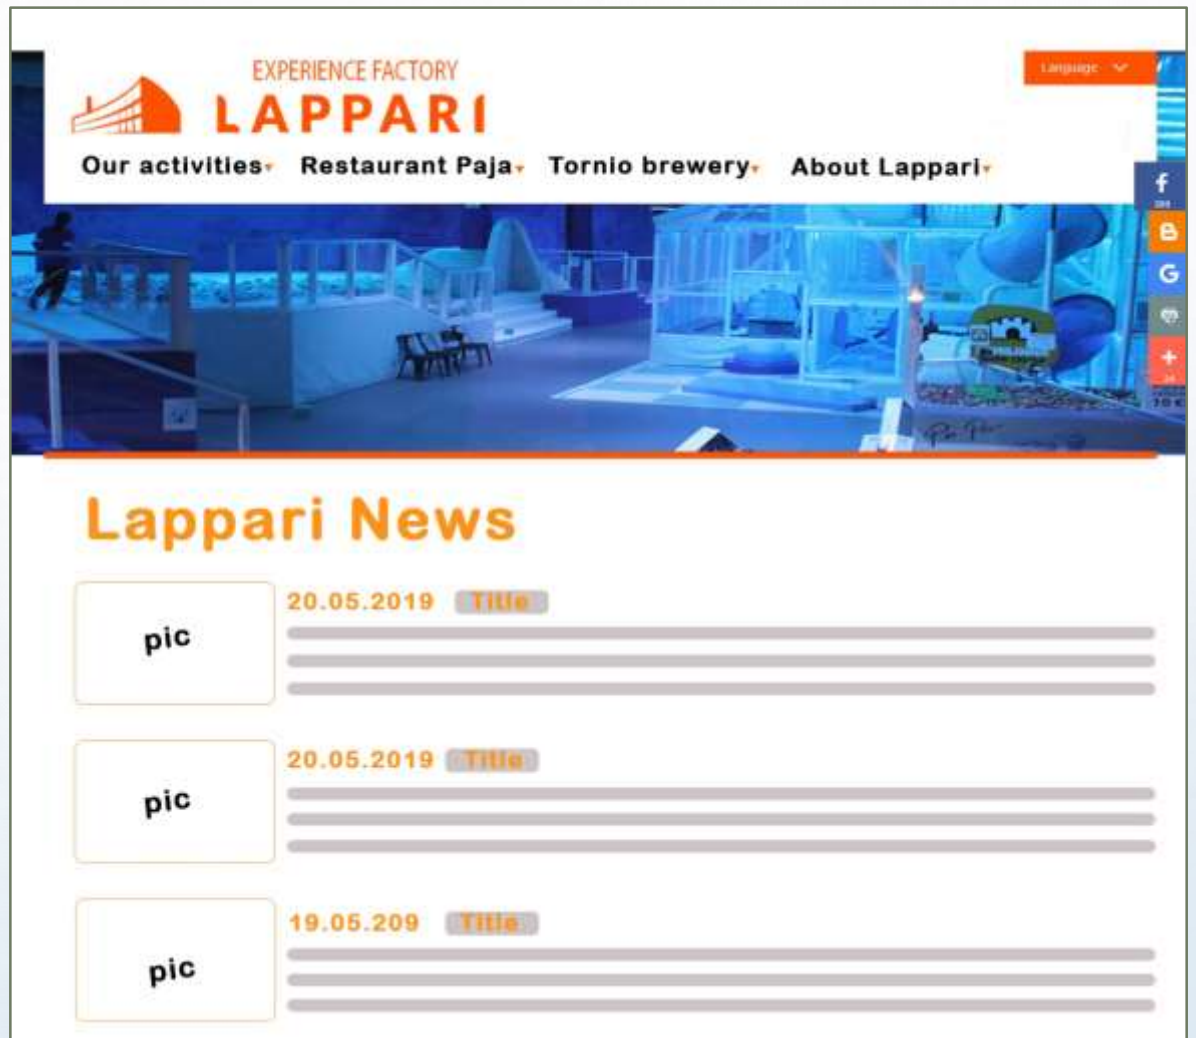 EXPERIENCE FACTORY
LAPPARI
Language
Our activities Restaurant Paja Tornio brewery About Lappari
f
B
G
+
10 €
Lappari News
pic
20.05.2019 Title
pic
20.05.2019 Title
pic
19.05.209 Title